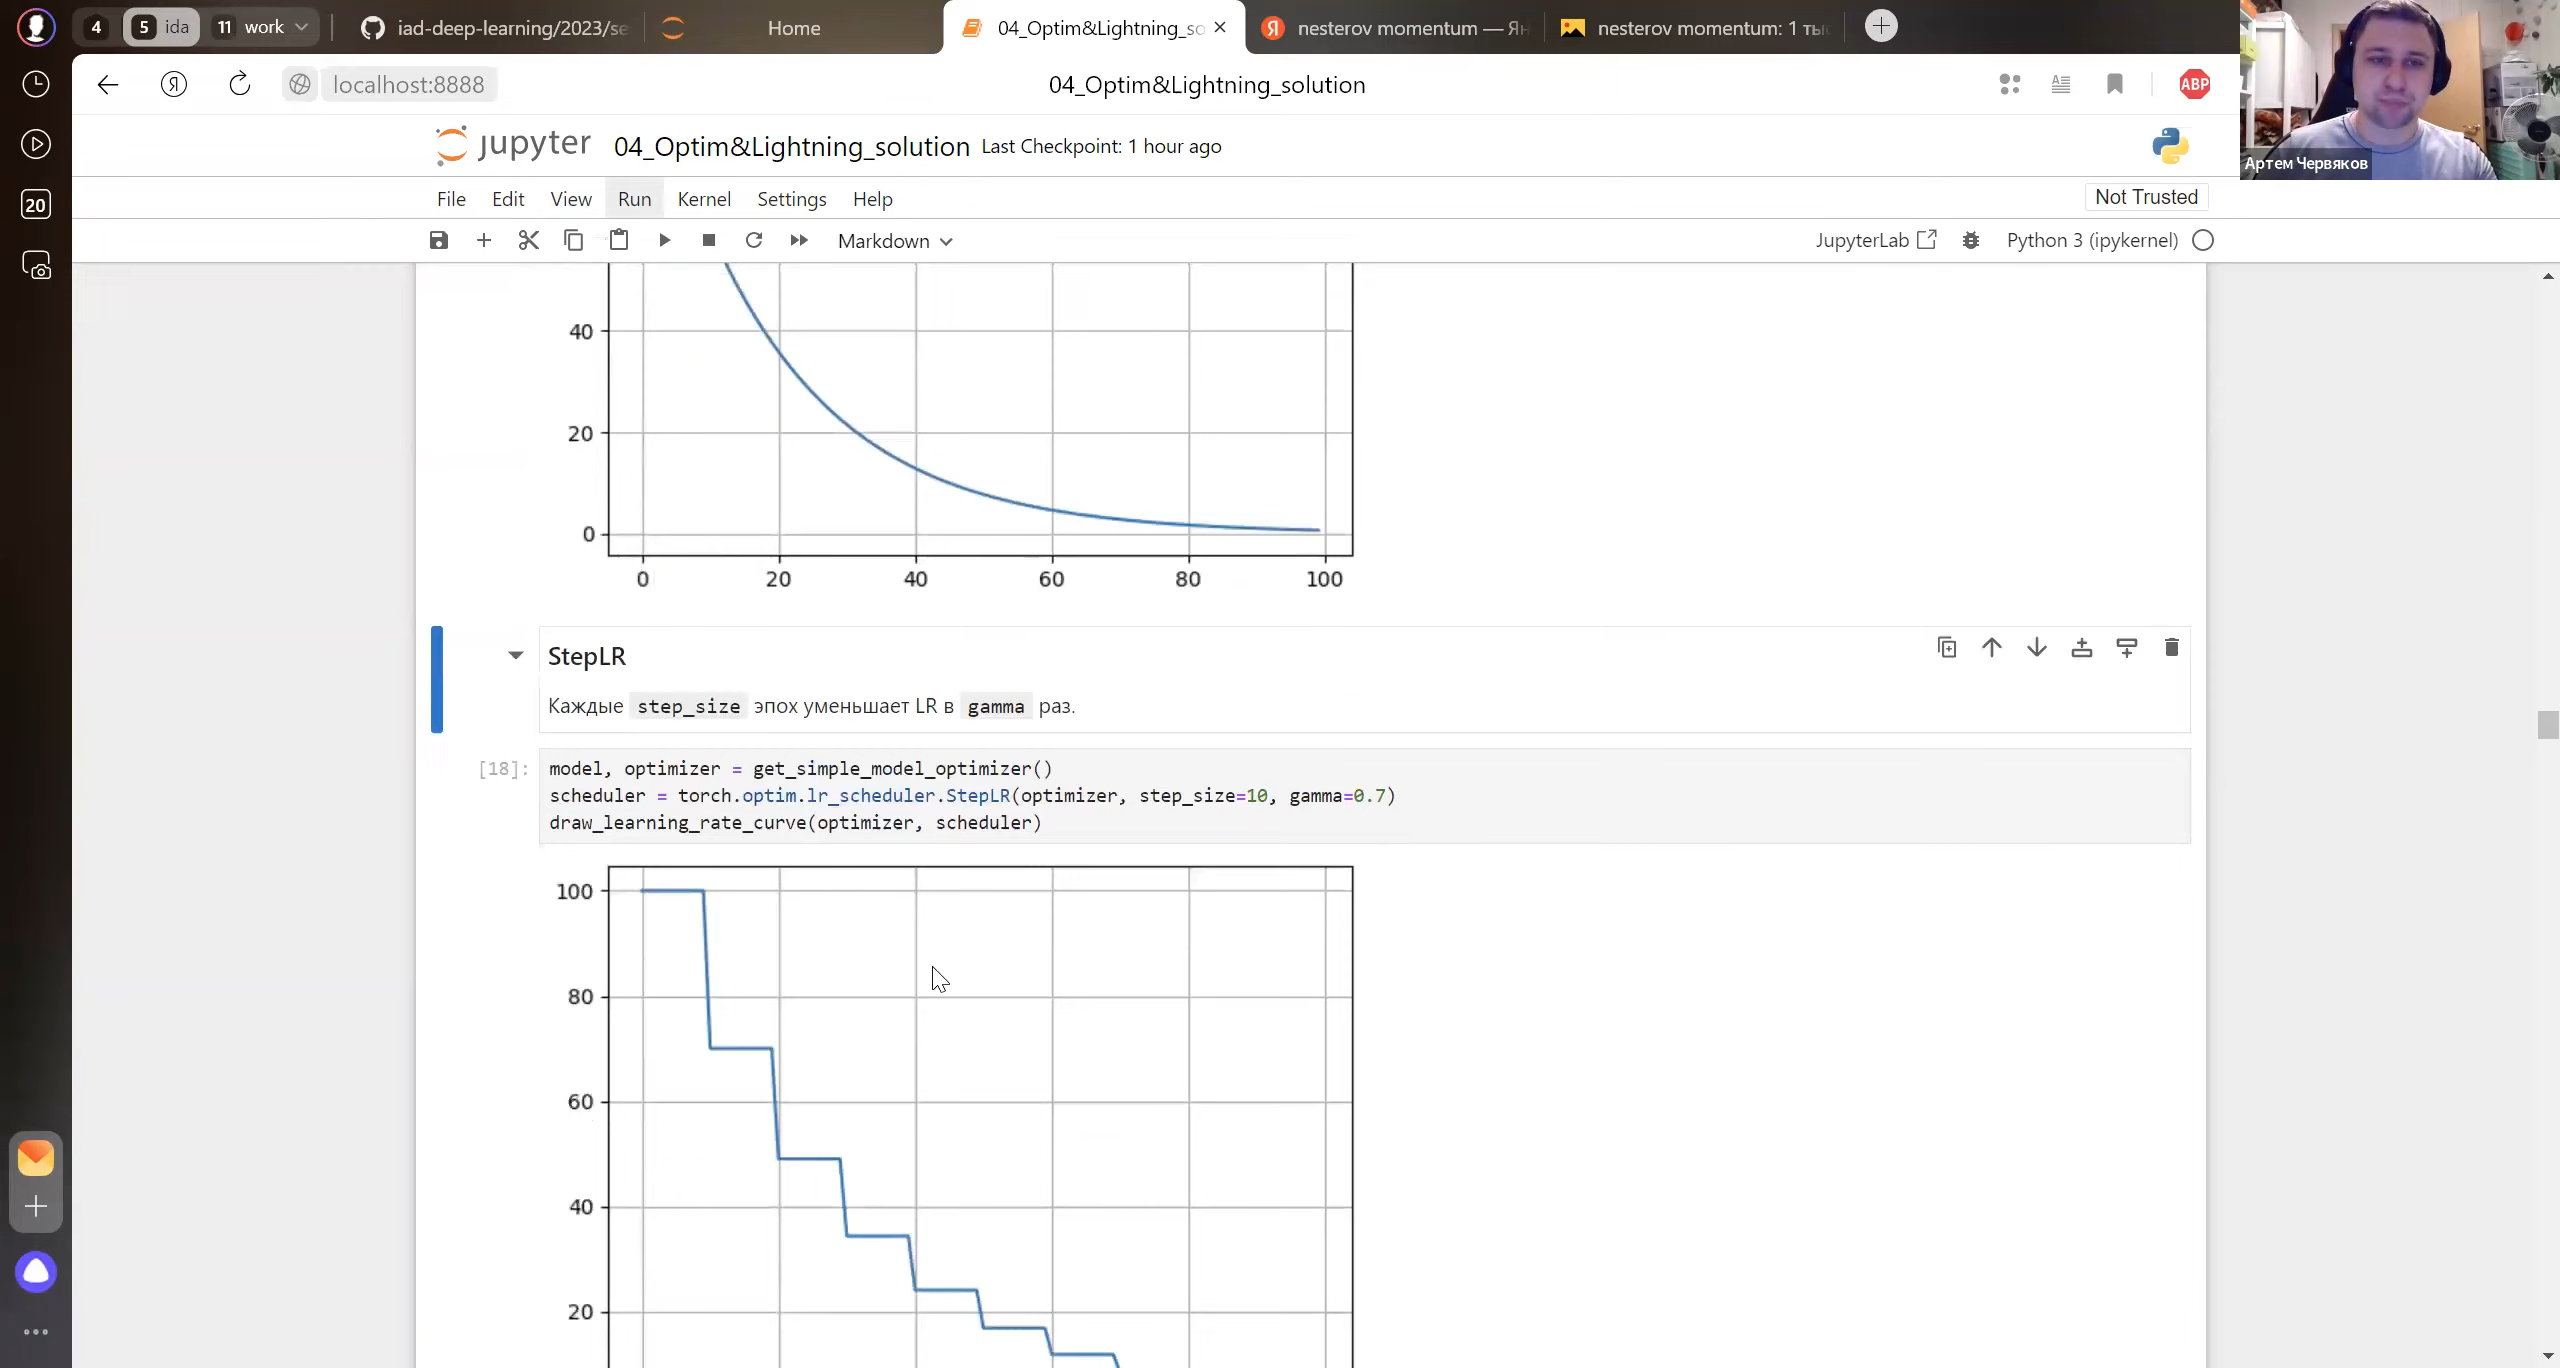 4
5 ida
11 work
iad-deep-learning/2023/se
Home
04_Optim&Lightning_so
nesterov momentum — Ян
nesterov momentum: 1 тыс
localhost:8888
04_Optim&Lightning_solution
ABP
20
jupyter 04_Optim&Lightning_solution Last Checkpoint: 1 hour ago
Артем Червяков
File Edit View Run Kernel Settings Help
Not Trusted
Markdown
JupyterLab
Python 3 (ipykernel)
40
20
0
0 20 40 60 80 100
StepLR
Каждые step_size эпох уменьшает LR в gamma раз.
[18]: model, optimizer = get_simple_model_optimizer()
scheduler = torch.optim.lr_scheduler.StepLR(optimizer, step_size=10, gamma=0.7)
draw_learning_rate_curve(optimizer, scheduler)
100
80
60
40
20